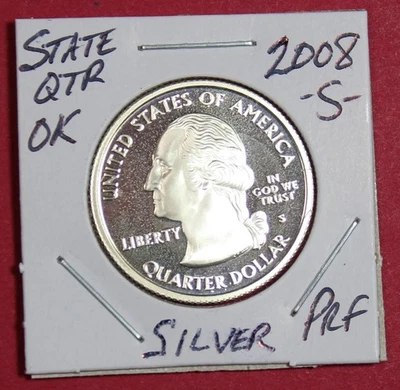 STATE
QTR
OK
2008
-S-
UNITED STATES OF AMERICA
IN
GOD WE
TRUST
S
LIBERTY
QUARTER DOLLAR
SILVER
PRF